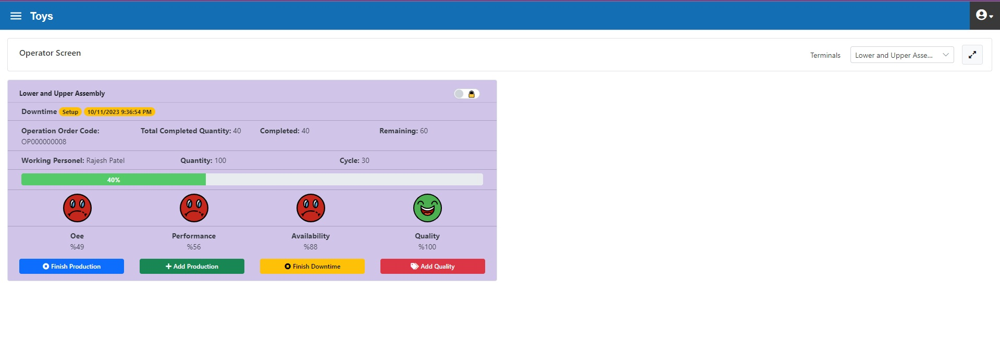 Toys
Operator Screen
Terminals Lower and Upper Asse...
Lower and Upper Assembly
Downtime Setup 10/11/2023 9:36:54 PM
Operation Order Code: Total Completed Quantity: 40 Completed: 40 Remaining: 60
OP000000008
Working Personel: Rajesh Patel Quantity: 100 Cycle: 30
40%
Oee Performance Availability Quality
%49 %56 %88 %100
Finish Production Add Production Finish Downtime Add Quality